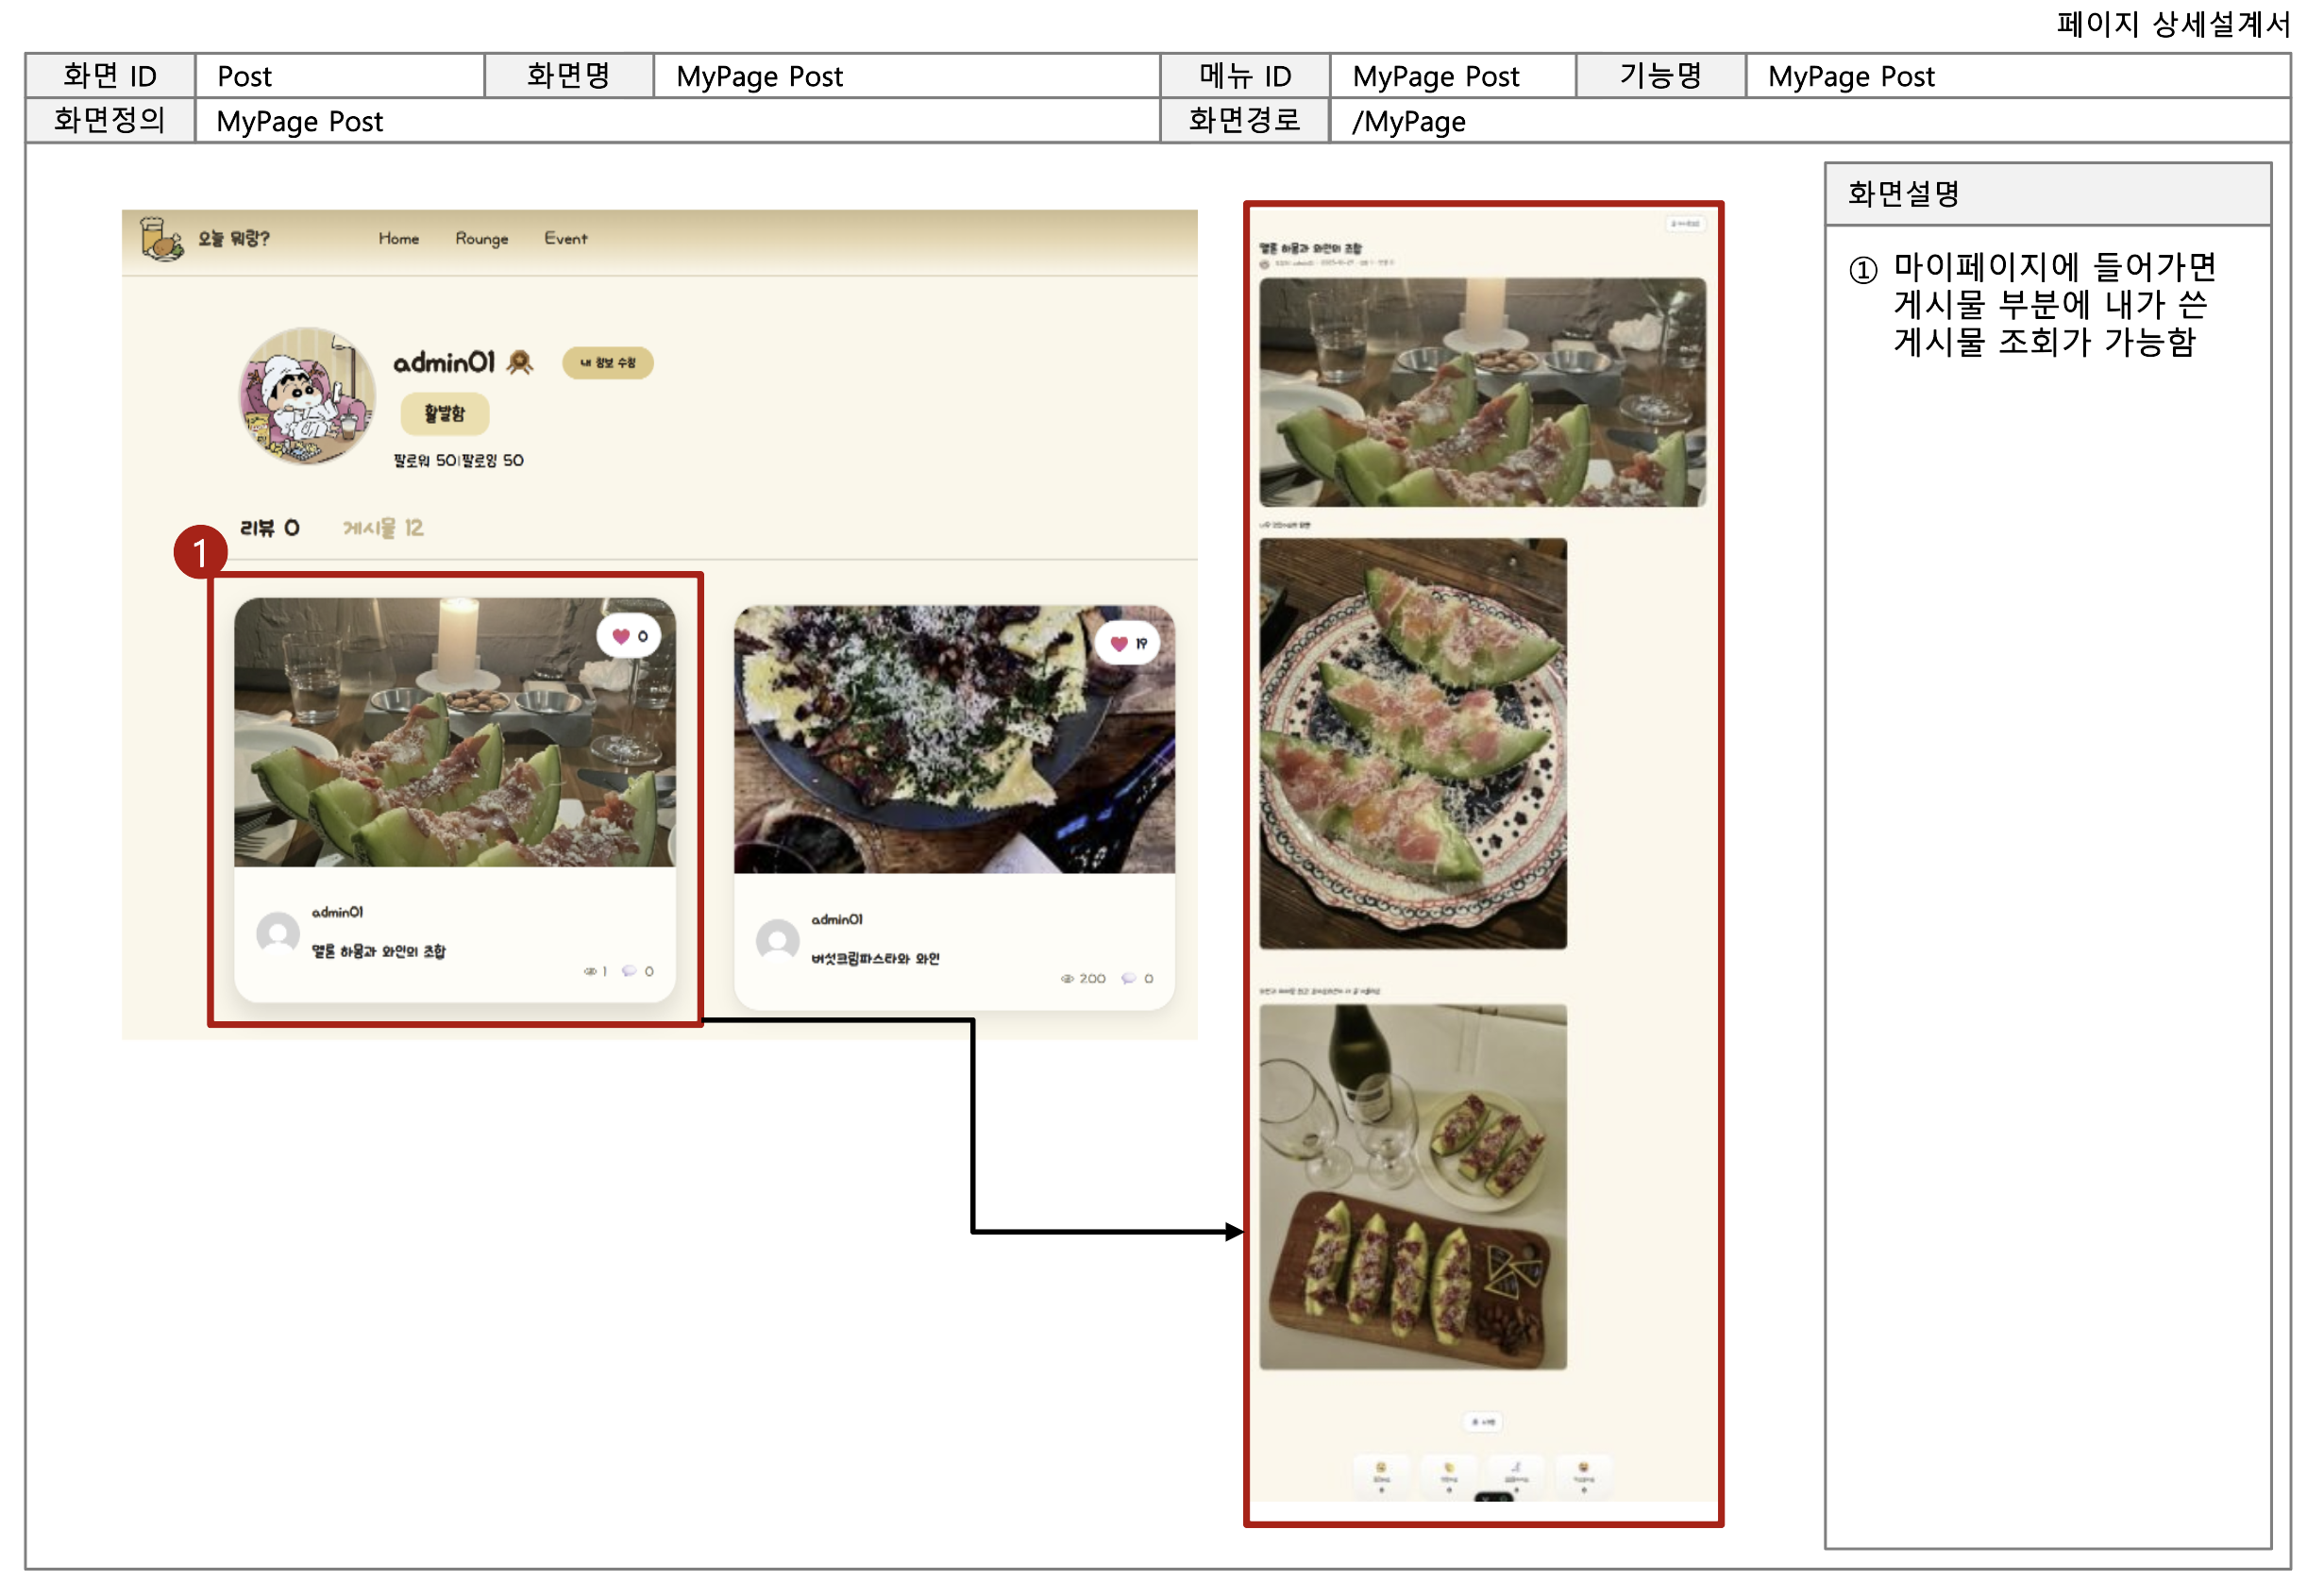 페이지 상세설계서
화면 ID Post 화면명 MyPage Post 메뉴 ID MyPage Post 기능명 MyPage Post
화면정의 MyPage Post 화면경로 /MyPage
오늘 뭐랑? Home Rounge Event
admin01 내 정보 수정
활발함
팔로워 50|팔로잉 50
리뷰 0 게시물 12
1
0
admin01
멜론 하몽과 와인의 조합
1 0
19
admin01
버섯크림파스타와 와인
200 0
멜론 하몽과 와인의 조합
화면설명
① 마이페이지에 들어가면
게시물 부분에 내가 쓴
게시물 조회가 가능함